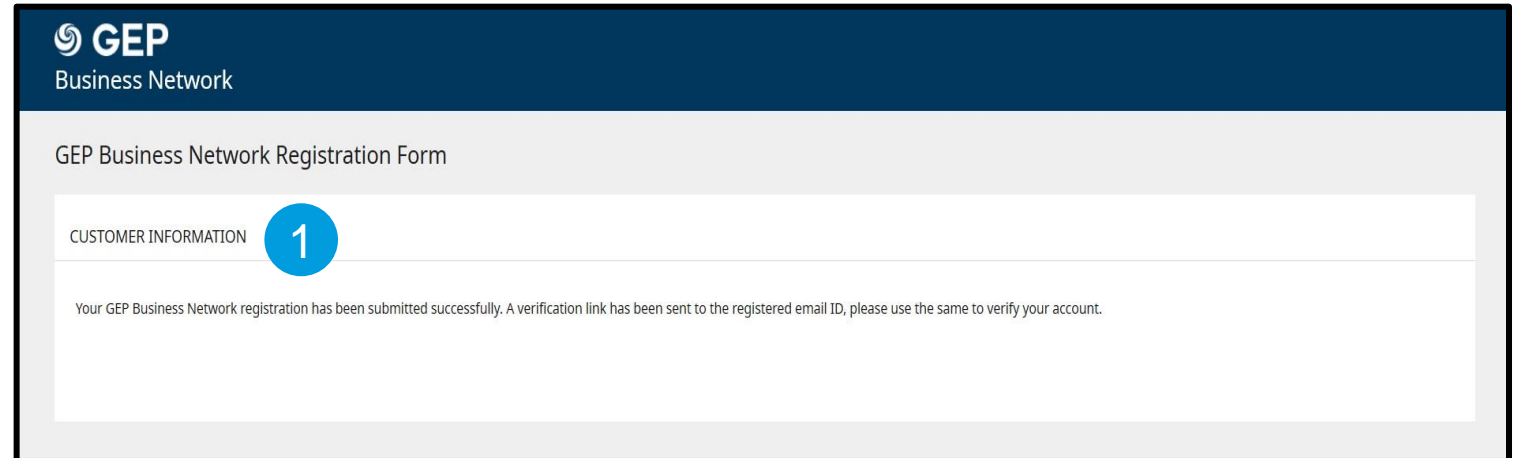 GEP
Business Network
GEP Business Network Registration Form
CUSTOMER INFORMATION
1
Your GEP Business Network registration has been submitted successfully. A verification link has been sent to the registered email ID, please use the same to verify your account.